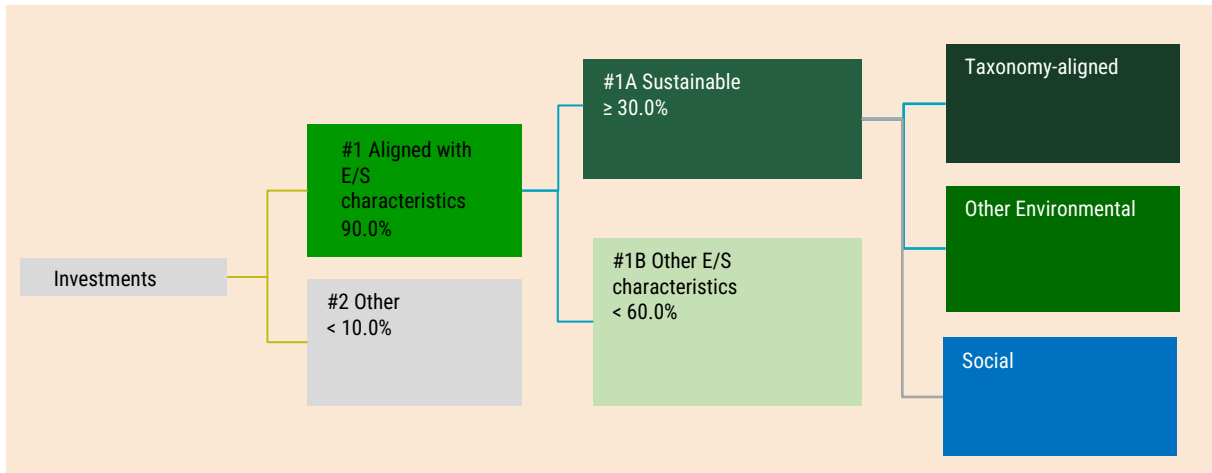 Investments
#1 Aligned with
E/S
characteristics
90.0%
#2 Other
< 10.0%
#1A Sustainable
≥ 30.0%
#1B Other E/S
characteristics
< 60.0%
Taxonomy-aligned
Other Environmental
Social